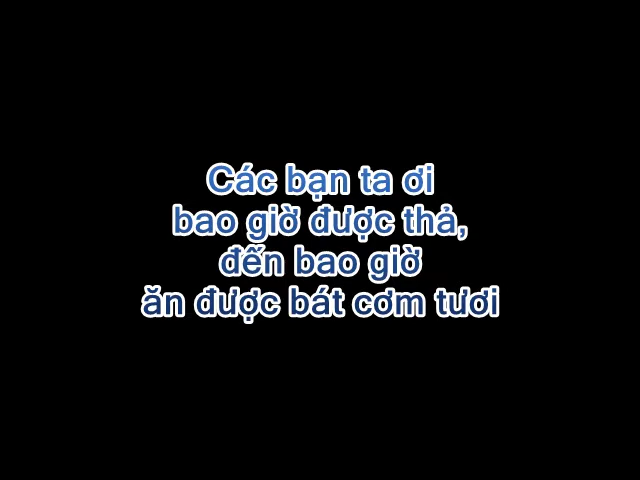 Các bạn ta ơi
bao giờ được thả,
đến bao giờ
ăn được bát cơm tươi